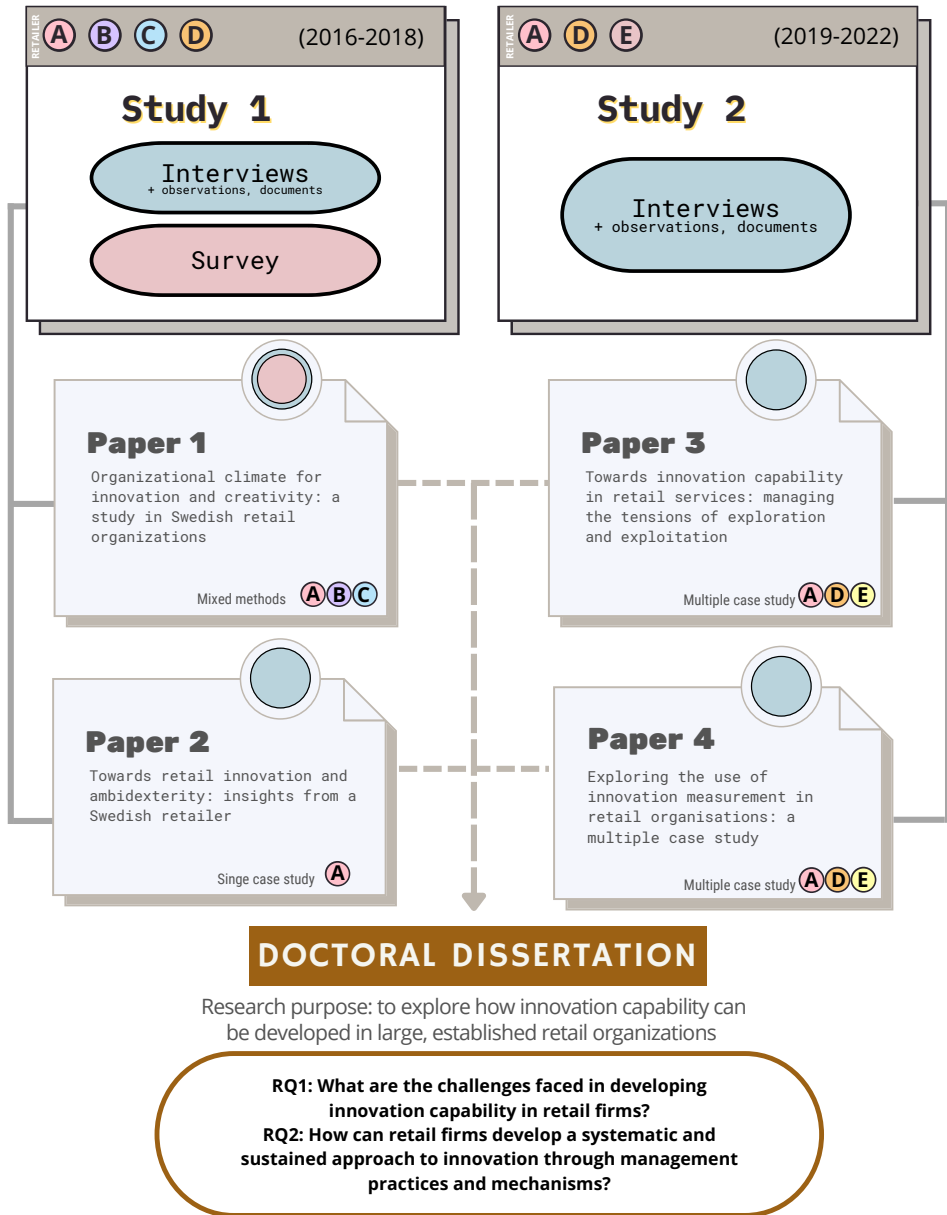 RETAILER
A B C D
(2016-2018)
Study 1
Interviews
+ observations, documents
Survey
RETAILER
A D E
(2019-2022)
Study 2
Interviews
+ observations, documents
Paper 1
Organizational climate for
innovation and creativity: a
study in Swedish retail
organizations
Mixed methods A B C
Paper 3
Towards innovation capability
in retail services: managing
the tensions of exploration
and exploitation
Multiple case study A D E
Paper 2
Towards retail innovation and
ambidexterity: insights from a
Swedish retailer
Singe case study A
Paper 4
Exploring the use of
innovation measurement in
retail organisations: a
multiple case study
Multiple case study A D E
DOCTORAL DISSERTATION
Research purpose: to explore how innovation capability can
be developed in large, established retail organizations
RQ1: What are the challenges faced in developing
innovation capability in retail firms?
RQ2: How can retail firms develop a systematic and
sustained approach to innovation through management
practices and mechanisms?